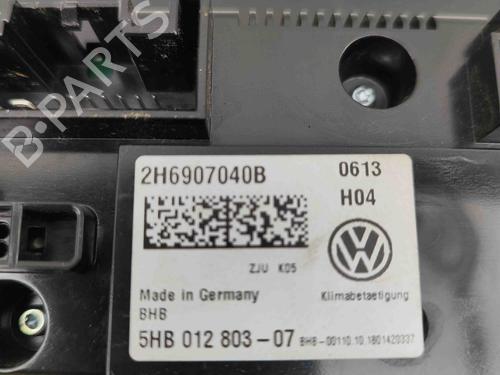 B-PARTS
2H6907040B 0613
H04
ZJU K05
Made in Germany Klimabetaetigung
BHB
5HB 012 803-07 BHB-00110.10.1801420337